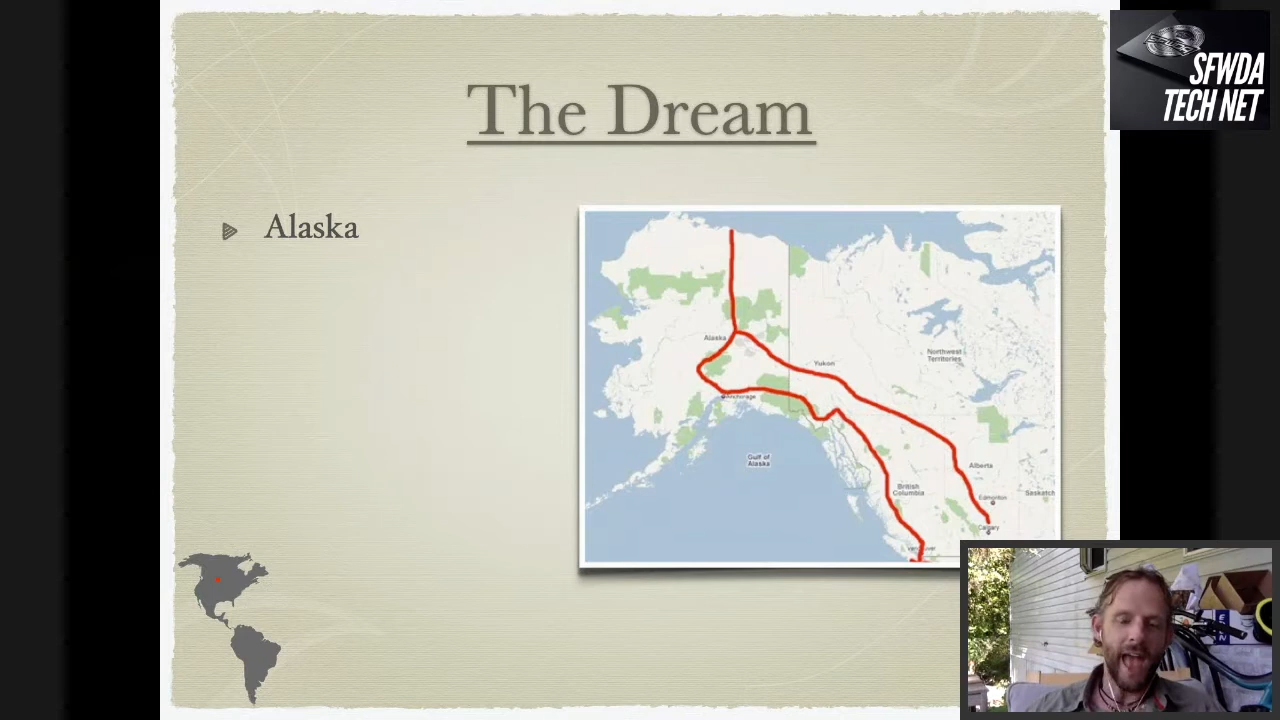 The Dream
Alaska
SFWDA
TECH NET
Alaska
Yukon
Northwest
Territories
Anchorage
Gulf of
Alaska
British
Columbia
Alberta
Edmonton
Saskatch
Calgary